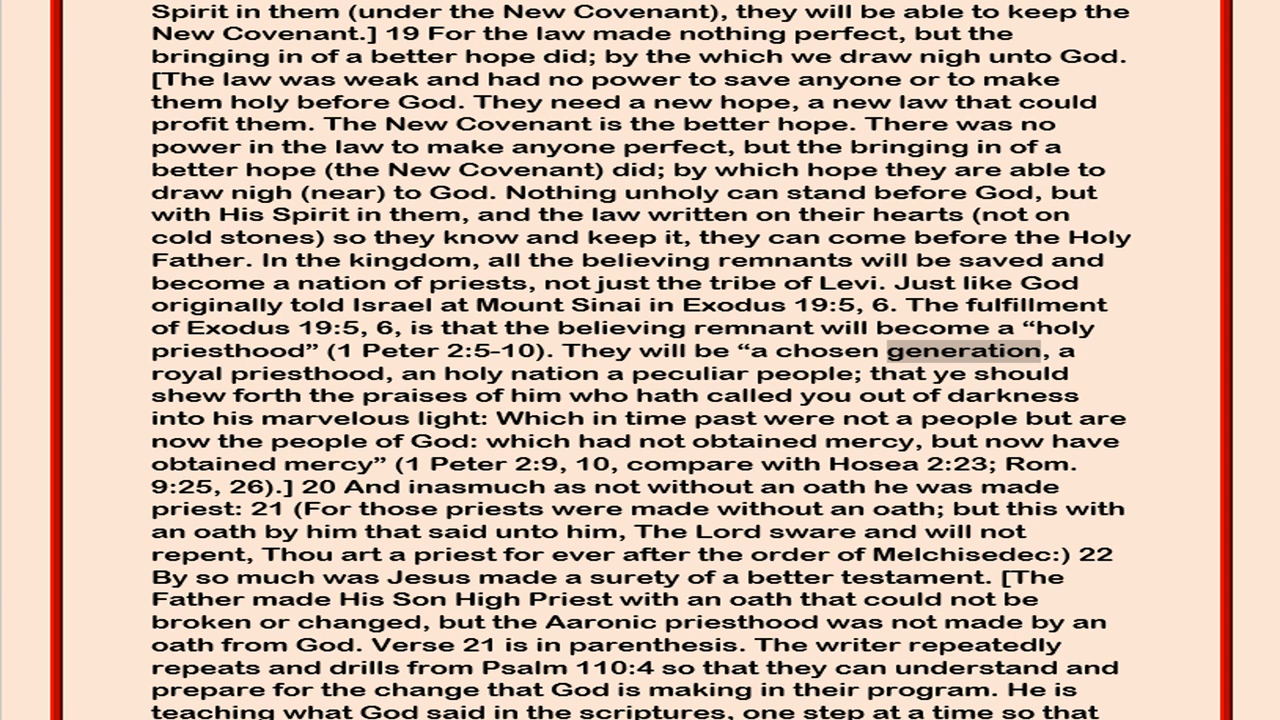 Spirit in them (under the New Covenant), they will be able to keep the
New Covenant.] 19 For the law made nothing perfect, but the
bringing in of a better hope did; by the which we draw nigh unto God.
[The law was weak and had no power to save anyone or to make
them holy before God. They need a new hope, a new law that could
profit them. The New Covenant is the better hope. There was no
power in the law to make anyone perfect, but the bringing in of a
better hope (the New Covenant) did; by which hope they are able to
draw nigh (near) to God. Nothing unholy can stand before God, but
with His Spirit in them, and the law written on their hearts (not on
cold stones) so they know and keep it, they can come before the Holy
Father. In the kingdom, all the believing remnants will be saved and
become a nation of priests, not just the tribe of Levi. Just like God
originally told Israel at Mount Sinai in Exodus 19:5, 6. The fulfillment
of Exodus 19:5, 6, is that the believing remnant will become a “holy
priesthood” (1 Peter 2:5-10). They will be “a chosen generation, a
royal priesthood, an holy nation a peculiar people; that ye should
shew forth the praises of him who hath called you out of darkness
into his marvelous light: Which in time past were not a people but are
now the people of God: which had not obtained mercy, but now have
obtained mercy” (1 Peter 2:9, 10, compare with Hosea 2:23; Rom.
9:25, 26).] 20 And inasmuch as not without an oath he was made
priest: 21 (For those priests were made without an oath; but this with
an oath by him that said unto him, The Lord sware and will not
repent, Thou art a priest for ever after the order of Melchisedec:) 22
By so much was Jesus made a surety of a better testament. [The
Father made His Son High Priest with an oath that could not be
broken or changed, but the Aaronic priesthood was not made by an
oath from God. Verse 21 is in parenthesis. The writer repeatedly
repeats and drills from Psalm 110:4 so that they can understand and
prepare for the change that God is making in their program. He is
teaching what God said in the scriptures, one step at a time so that